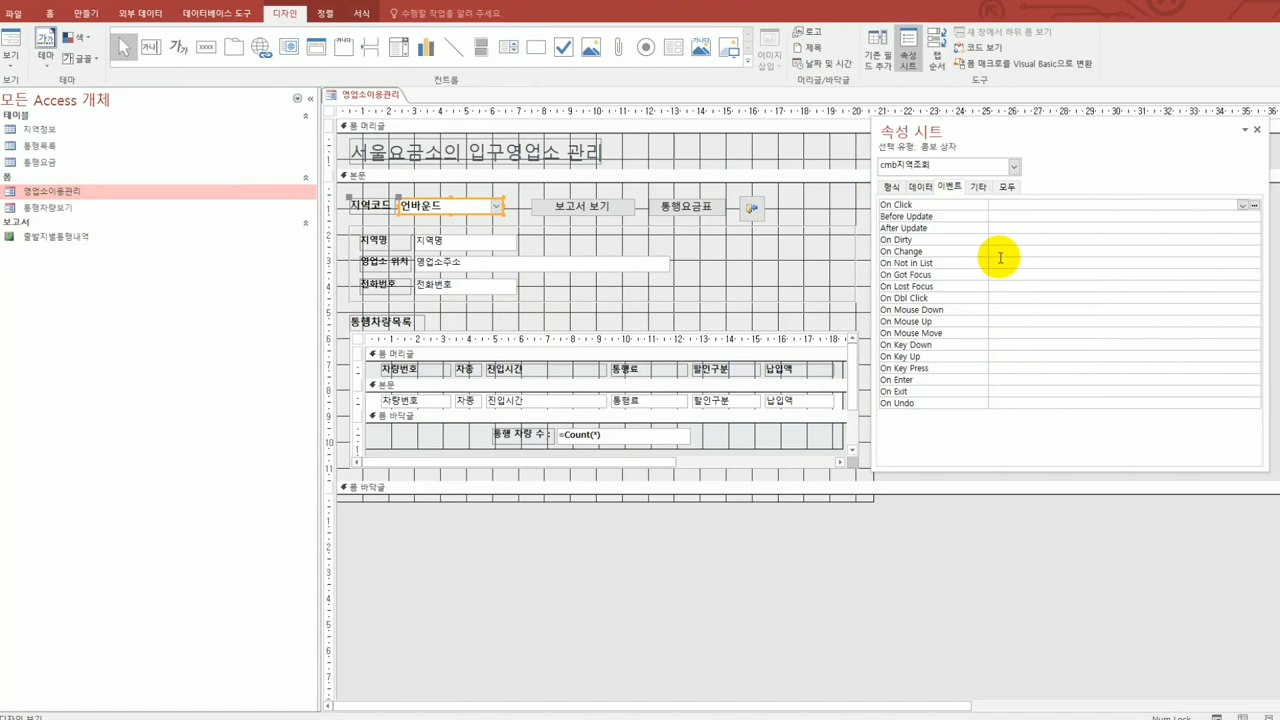 파일 홈 만들기 외부 데이터 데이터베이스 도구 디자인 정렬 서식 수행할 작업을 알려 주세요.
보기
보기
가가
테마
색
글꼴
테마
컨트롤
이미지
삽입
로고
제목
날짜 및 시간
머리글/바닥글
기존 필
드 추가
속성
시트
탭
순서
새 창에서 하위 폼 보기
코드 보기
폼 매크로를 Visual Basic으로 변환
도구
모든 Access 개체
테이블
지역정보
통행목록
통행요금
폼
영업소이용관리
통행차량보기
보고서
출발지별통행내역
영업소이용관리
폼 머리글
서울요금소의 입구영업소 관리
본문
지역코드 언바운드 보고서 보기 통행요금표
지역명 지역명
영업소 위치 영업소주소
전화번호 전화번호
통행차량목록
폼 머리글
차량번호 차종 진입시간 통행료 할인구분 납입액
본문
차량번호 차종 진입시간 통행료 할인구분 납입액
폼 바닥글
통행 차량 수 : =Count(*)
폼 바닥글
속성 시트
선택 유형: 콤보 상자
cmb지역조회
형식 데이터 이벤트 기타 모두
On Click
Before Update
After Update
On Dirty
On Change
On Not in List
On Got Focus
On Lost Focus
On Dbl Click
On Mouse Down
On Mouse Up
On Mouse Move
On Key Down
On Key Up
On Key Press
On Enter
On Exit
On Undo
디자인 보기
Num Lock